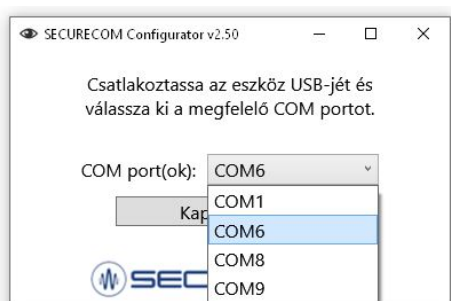 SECURECOM Configurator v2.50
Csatlakoztassa az eszköz USB-jét és
válassza ki a megfelelő COM portot.
COM port(ok): COM6
COM1
Kap
COM6
COM8
SEC
COM9